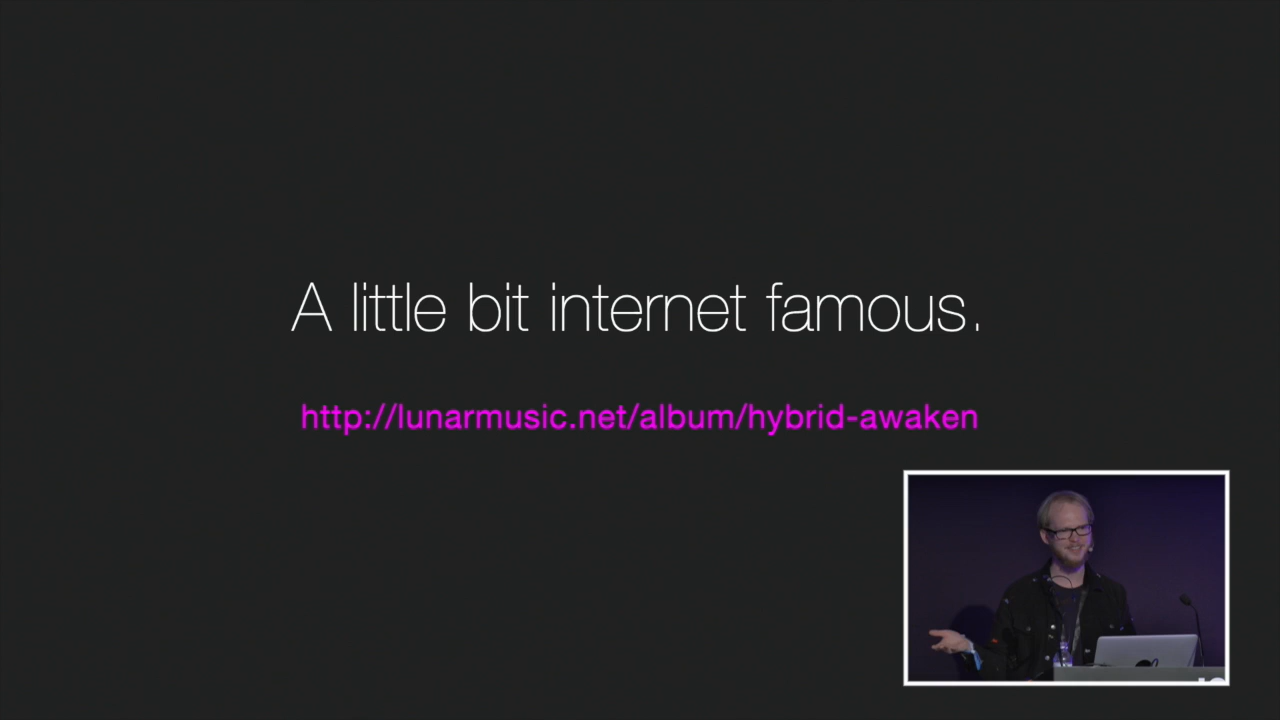 A little bit internet famous.
http://lunarmusic.net/album/hybrid-awaken